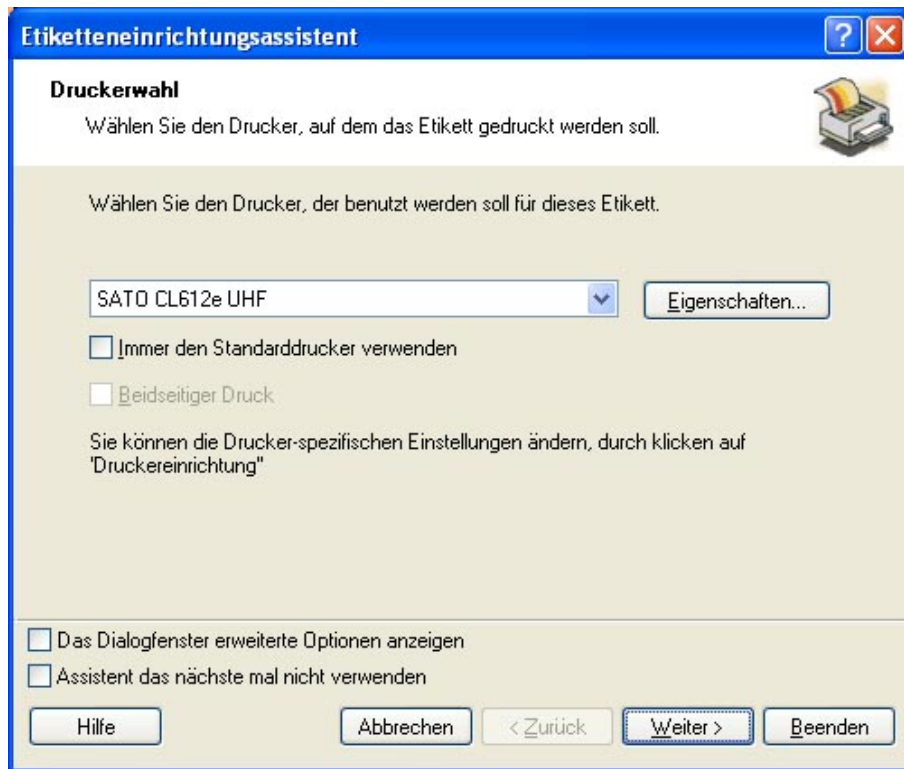 Etiketteneinrichtungsassistent
Druckerwahl
Wählen Sie den Drucker, auf dem das Etikett gedruckt werden soll.
Wählen Sie den Drucker, der benutzt werden soll für dieses Etikett.
SATO CL612e UHF
Eigenschaften...
Immer den Standarddrucker verwenden
Beidseitiger Druck
Sie können die Drucker-spezifischen Einstellungen ändern, durch klicken auf
'Druckereinrichtung"
Das Dialogfenster erweiterte Optionen anzeigen
Assistent das nächste mal nicht verwenden
Hilfe
Abbrechen
< Zurück
Weiter >
Beenden